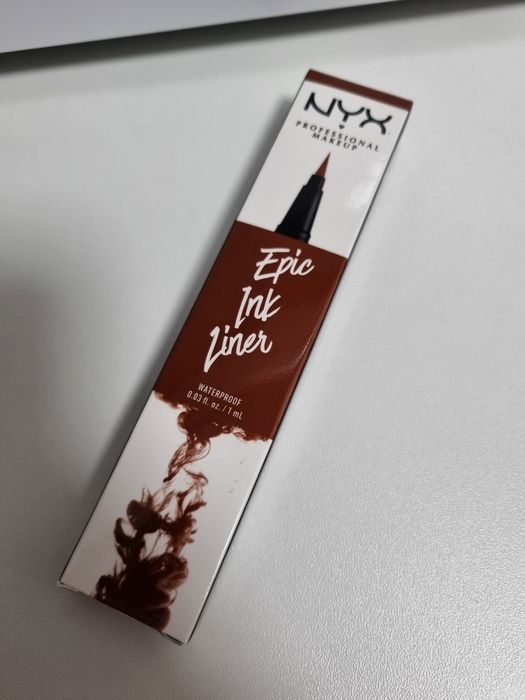 NYX
PROFESSIONAL
MAKEUP
Epic
Ink
Liner
WATERPROOF
0.03 fl. oz. / 1 mL